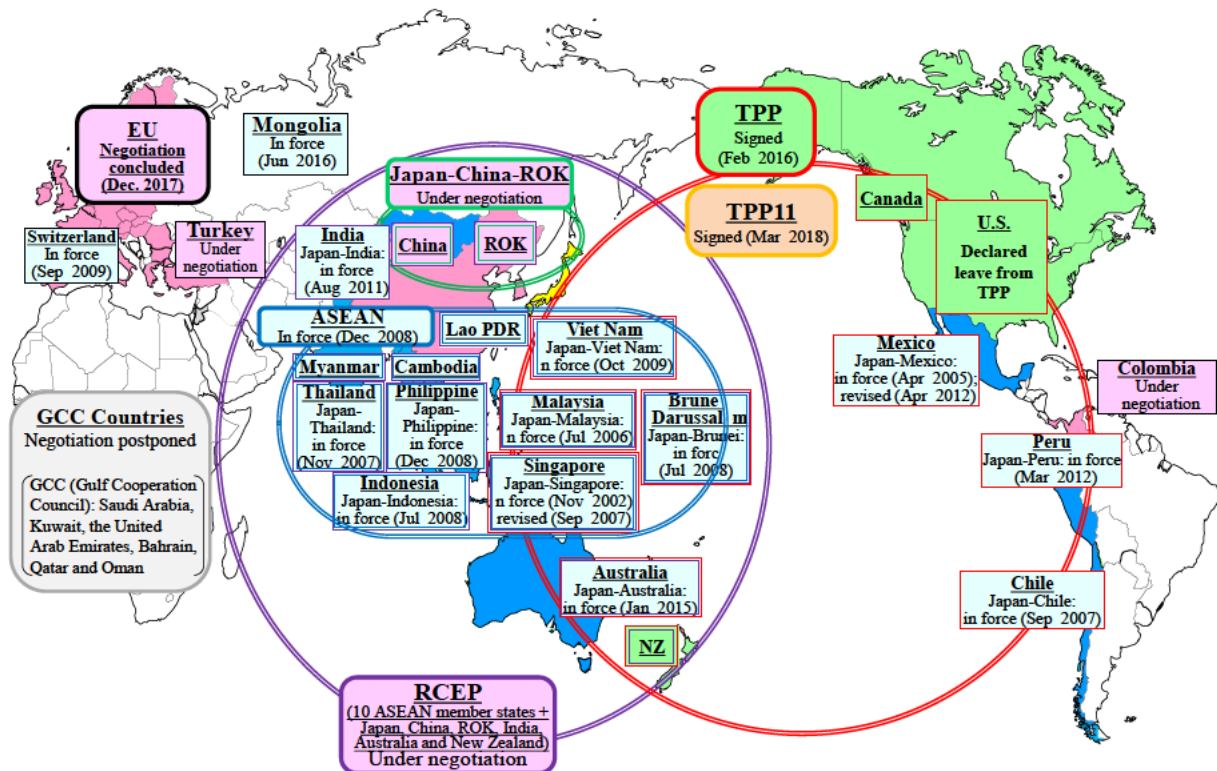 EU
Negotiation
concluded
(Dec. 2017)
Mongolia
In force
(Jun 2016)
TPP
Signed
(Feb 2016)
Japan-China-ROK
Under negotiation
TPP11
Signed (Mar 2018)
Canada
U.S.
Declared
leave from
TPP
Switzerland
In force
(Sep 2009)
Turkey
Under
negotiation
India
Japan-India:
in force
(Aug 2011)
China
ROK
ASEAN
In force (Dec 2008)
Lao PDR
Viet Nam
Japan-Viet Nam:
n force (Oct 2009)
Mexico
Japan-Mexico:
in force (Apr 2005);
revised (Apr 2012)
Colombia
Under
negotiation
Myanmar
Cambodia
Thailand
Japan-
Thailand:
in force
(Nov 2007)
Philippine
Japan-
Philippine:
in force
(Dec 2008)
Malaysia
Japan-Malaysia:
n force (Jul 2006)
Brune
Darussal m
Japan-Brunei:
in forc
(Jul 2008)
GCC Countries
Negotiation postponed
GCC (Gulf Cooperation
Council): Saudi Arabia,
Kuwait, the United
Arab Emirates, Bahrain,
Qatar and Oman
Indonesia
Japan-Indonesia:
in force (Jul 2008)
Singapore
Japan-Singapore:
n force (Nov 2002)
revised (Sep 2007)
Peru
Japan-Peru: in force
(Mar 2012)
Australia
Japan-Australia:
in force (Jan 2015)
Chile
Japan-Chile:
in force (Sep 2007)
NZ
RCEP
(10 ASEAN member states +
Japan, China, ROK, India,
Australia and New Zealand)
Under negotiation